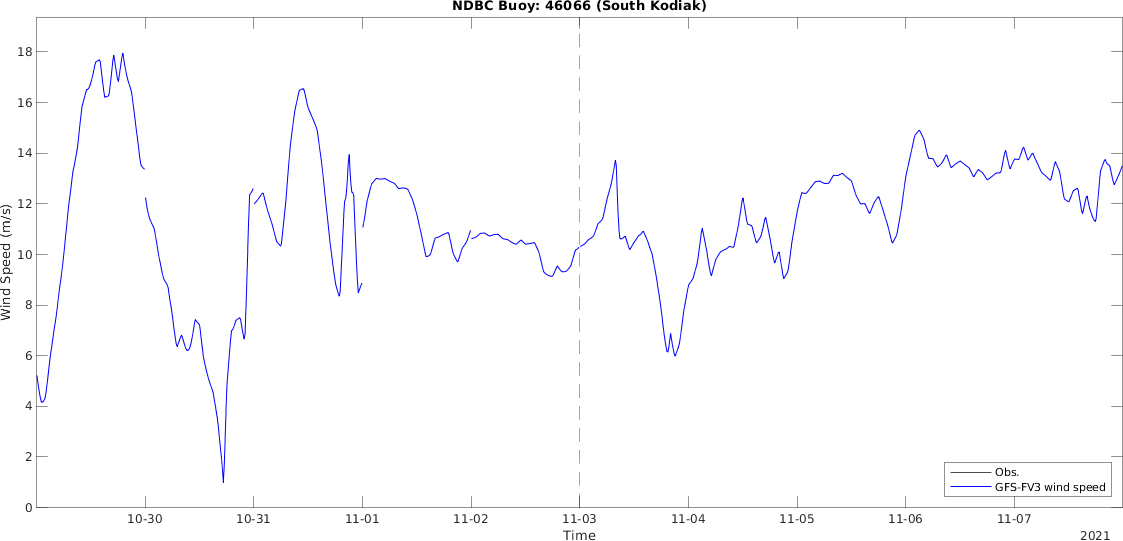 NDBC Buoy: 46066 (South Kodiak)
18
16
14
12
10
8
6
4
2
0
Wind Speed (m/s)
Obs.
GFS-FV3 wind speed
10-30 10-31 11-01 11-02 11-03 11-04 11-05 11-06 11-07
Time
2021